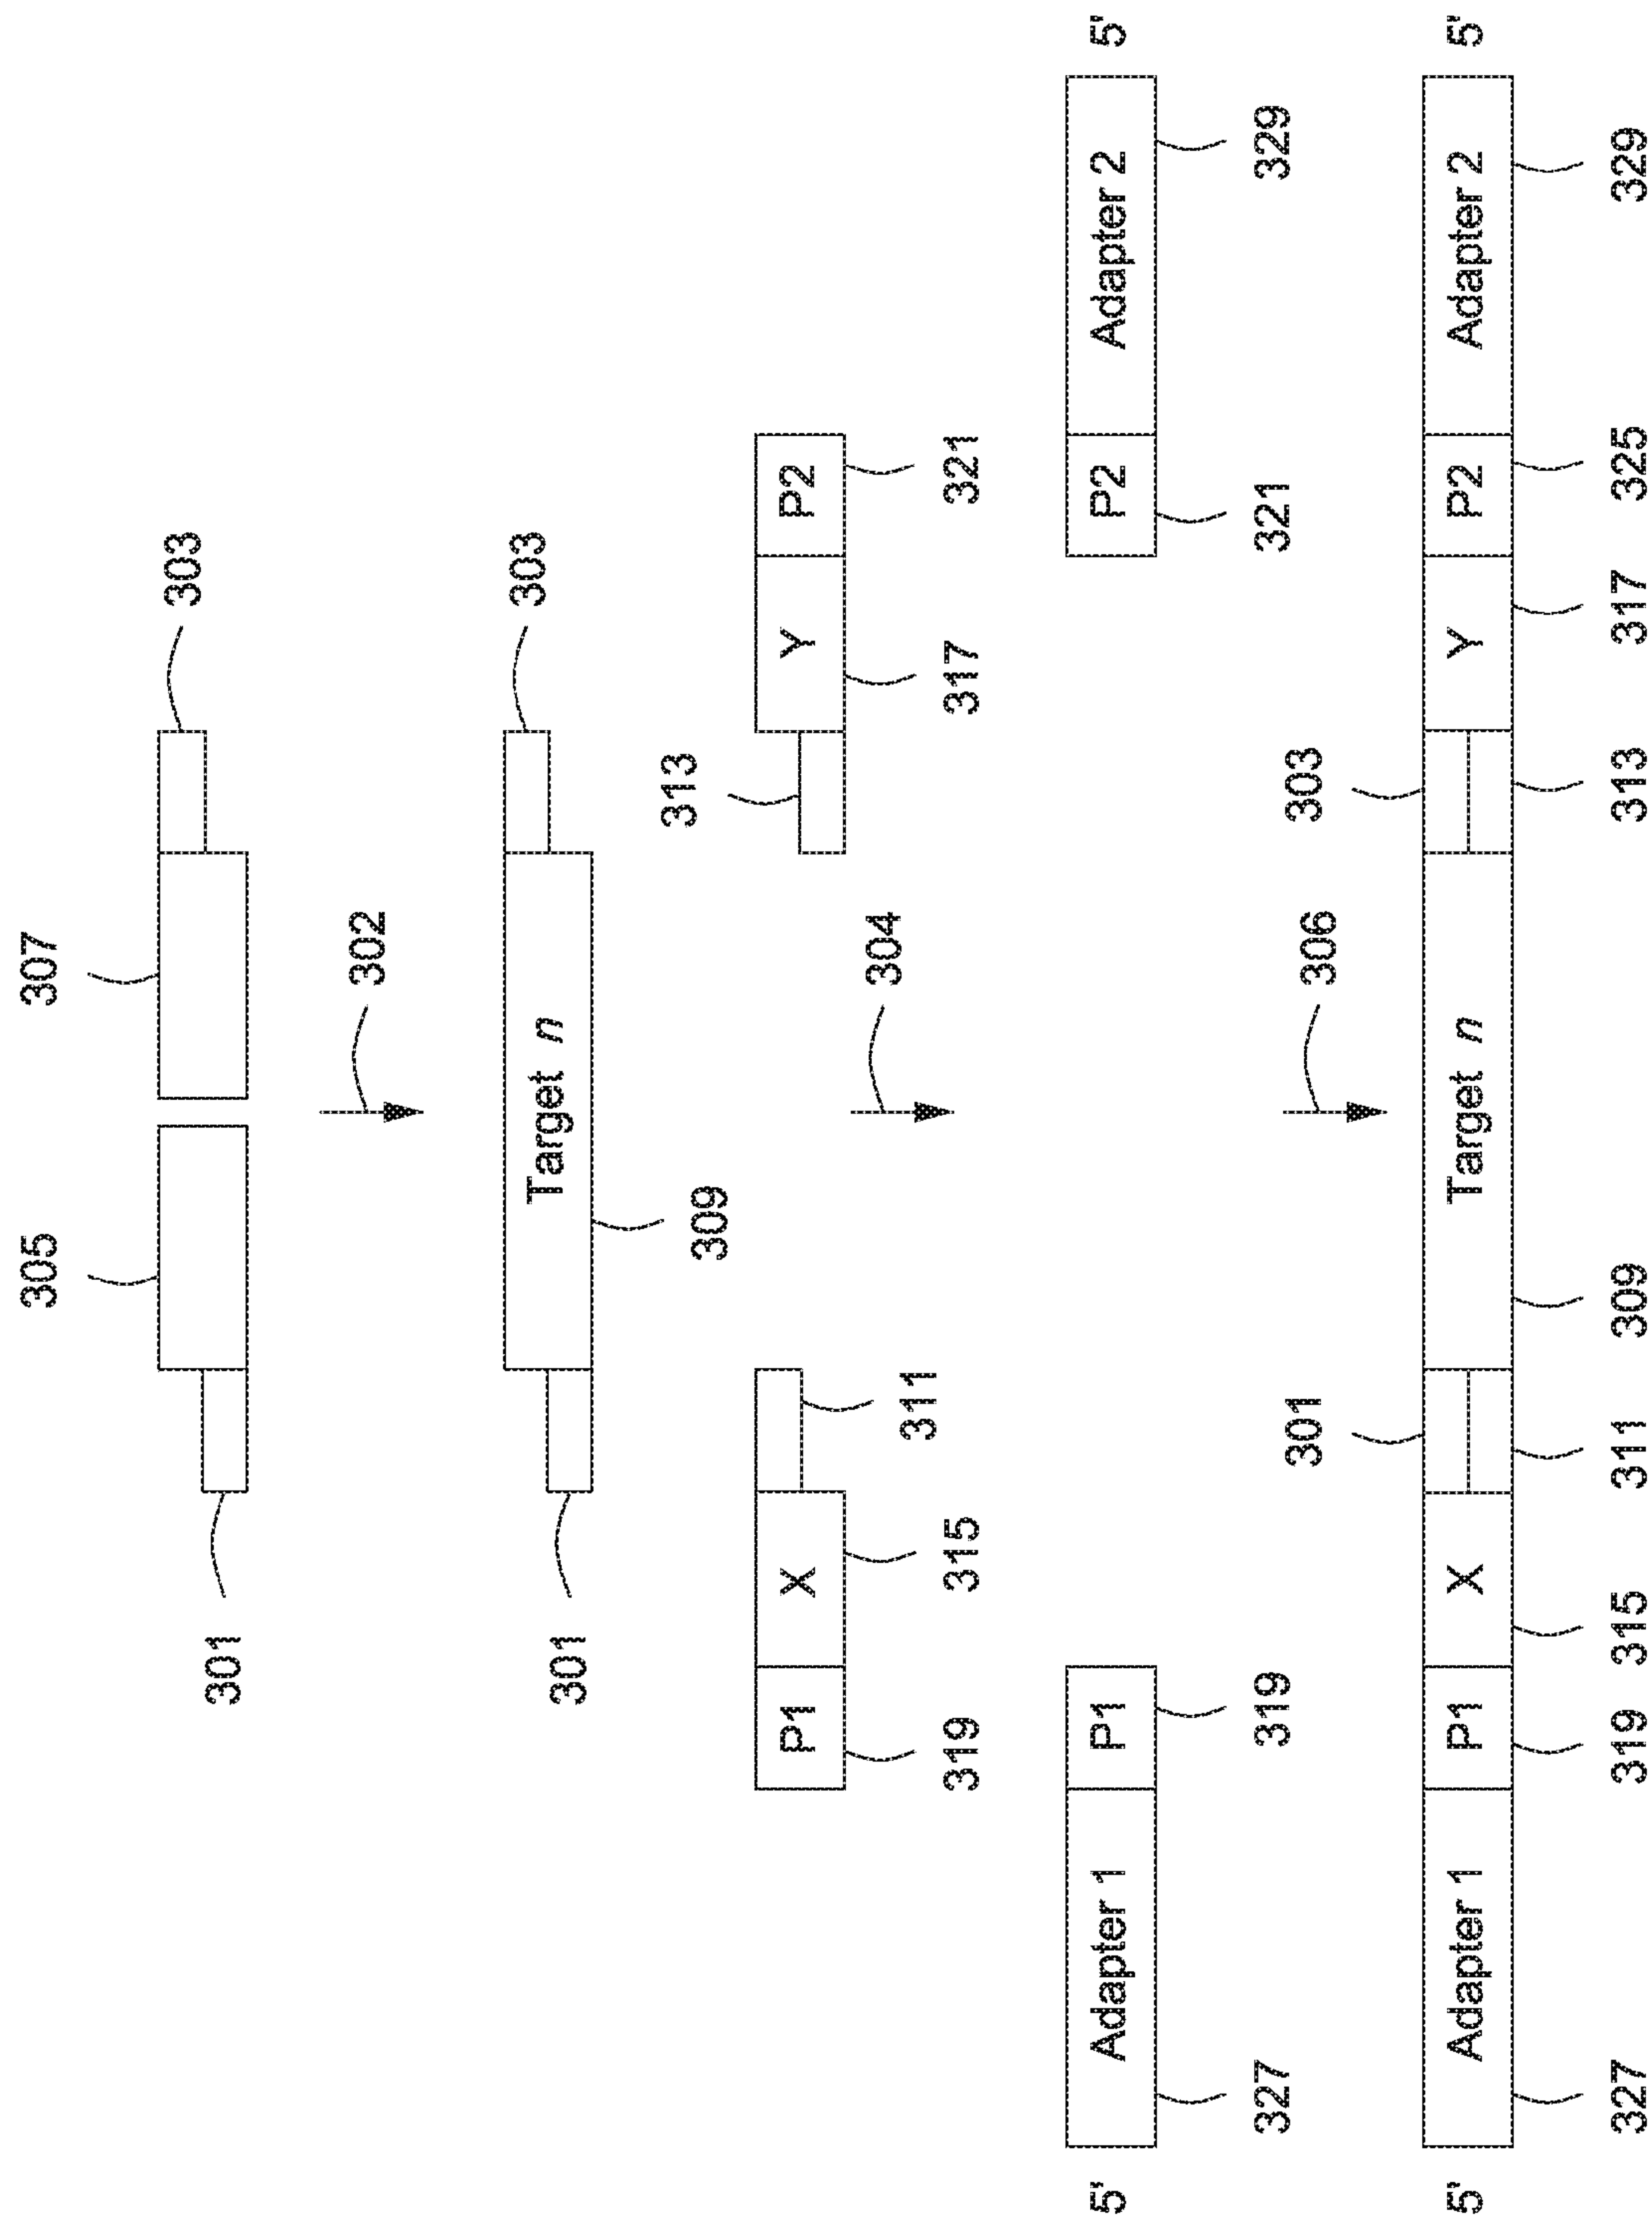 305 307
301 303
302
Target n
301 303
309
313
P1 X Y P2
311
319 315 317 321
304
5' Adapter 1 P1 P2 Adapter 2 5'
327 319 321 329
306
301 303
5' Adapter 1 P1 X Target n Y P2 Adapter 2 5'
327 319 315 311 309 313 317 325 329